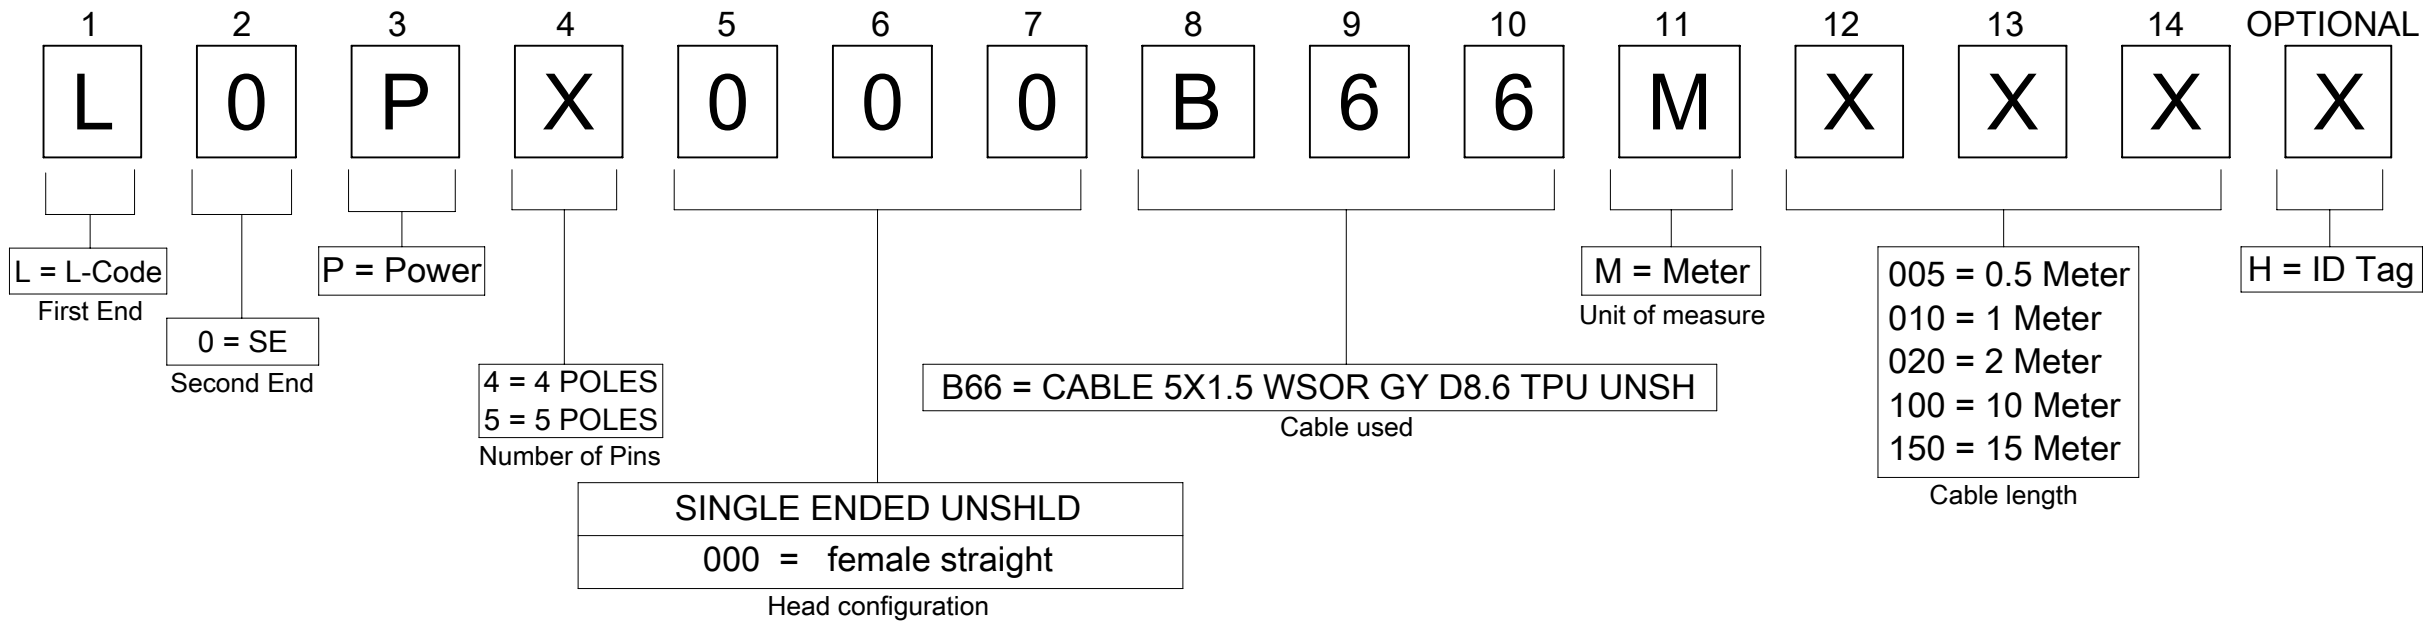 1 2 3 4 5 6 7 8 9 10 11 12 13 14 OPTIONAL
L 0 P X 0 0 0 B 6 6 M X X X X
L = L-Code
First End
0 = SE
Second End
P = Power
4 = 4 POLES
5 = 5 POLES
Number of Pins
SINGLE ENDED UNSHLD
000 = female straight
Head configuration
B66 = CABLE 5X1.5 WSOR GY D8.6 TPU UNSH
Cable used
M = Meter
Unit of measure
005 = 0.5 Meter
010 = 1 Meter
020 = 2 Meter
100 = 10 Meter
150 = 15 Meter
Cable length
H = ID Tag